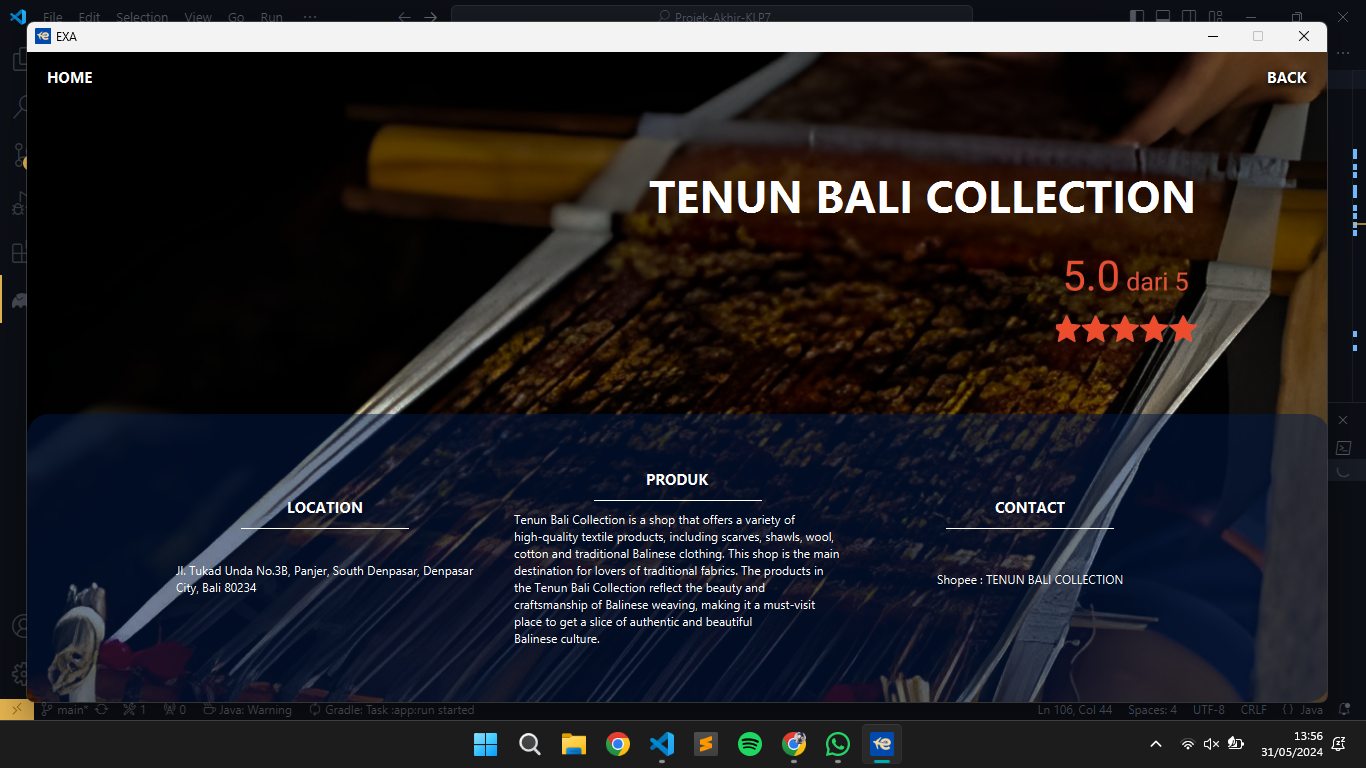 File Edit Selection View Go Run ...
Projek-Akhir-KLP7
EXA
HOME
BACK
TENUN BALI COLLECTION
5.0 dari 5
LOCATION
Jl. Tukad Unda No.3B, Panjer, South Denpasar, Denpasar
City, Bali 80234
PRODUK
Tenun Bali Collection is a shop that offers a variety of
high-quality textile products, including scarves, shawls, wool,
cotton and traditional Balinese clothing. This shop is the main
destination for lovers of traditional fabrics. The products in
the Tenun Bali Collection reflect the beauty and
craftsmanship of Balinese weaving, making it a must-visit
place to get a slice of authentic and beautiful
Balinese culture.
CONTACT
Shopee : TENUN BALI COLLECTION
main* 1 0 Java: Warning Gradle: Task :app:run started Ln 106, Col 44 Spaces: 4 UTF-8 CRLF {} Java
13:56
31/05/2024